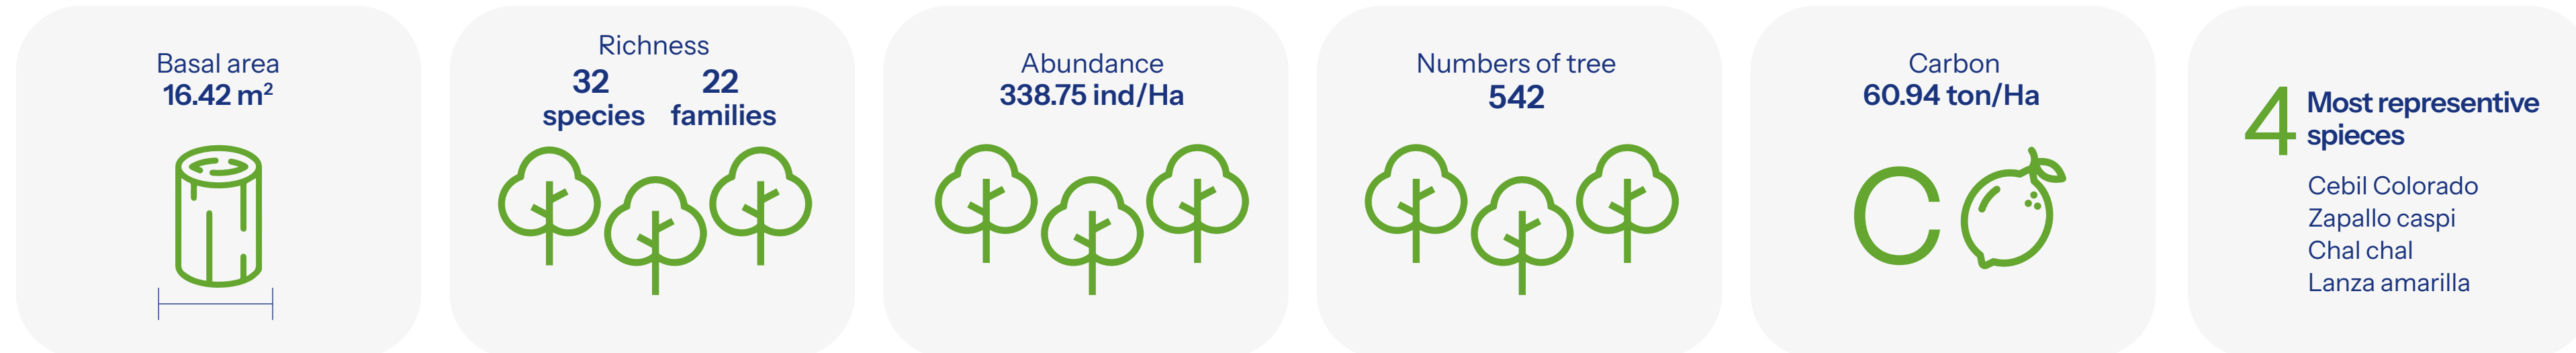 Basal area
16.42 m²
Richness
32 22
species families
Abundance
338.75 ind/Ha
Numbers of tree
542
Carbon
60.94 ton/Ha
C
4 Most representive
spieces
Cebil Colorado
Zapallo caspi
Chal chal
Lanza amarilla